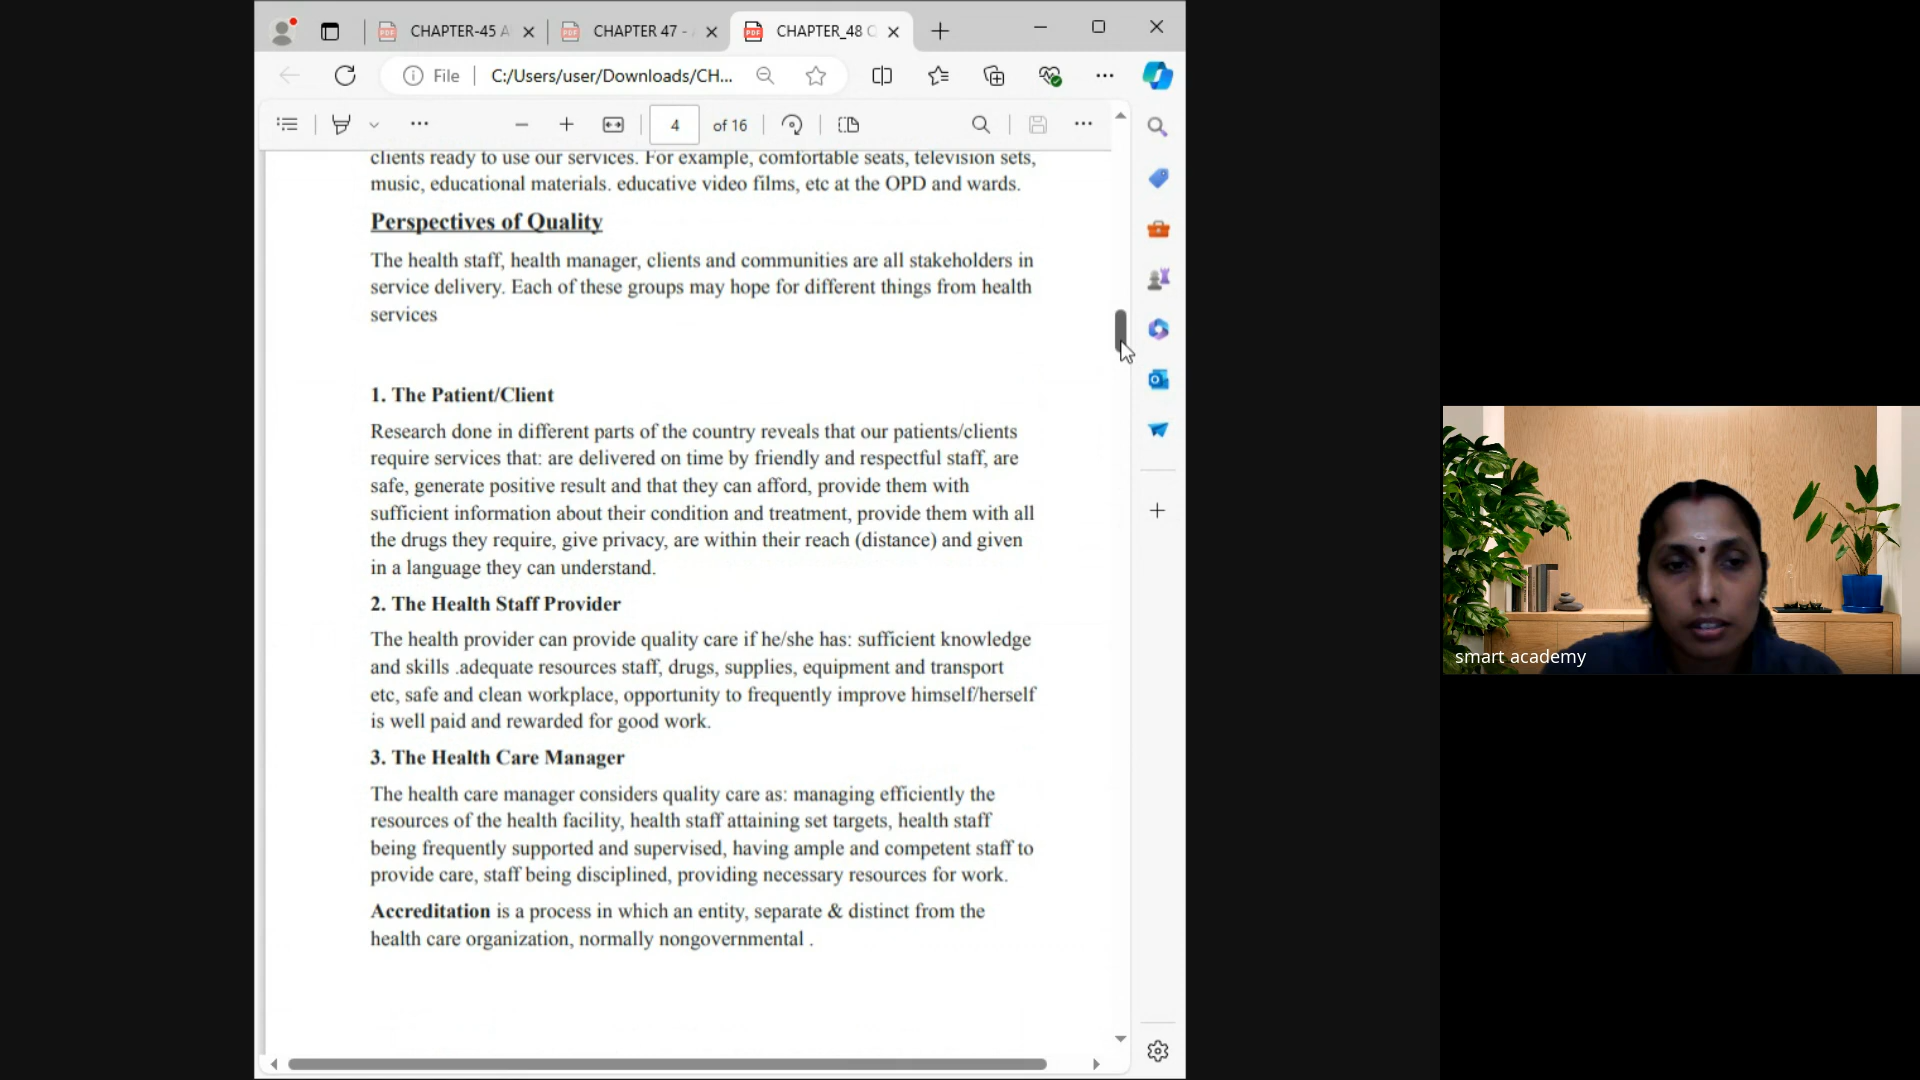 CHAPTER-45 A
CHAPTER 47 -
CHAPTER_48 C
File
C:/Users/user/Downloads/CH...
4
of 16
clients ready to use our services. For example, comfortable seats, television sets,
music, educational materials. educative video films, etc at the OPD and wards.
Perspectives of Quality
The health staff, health manager, clients and communities are all stakeholders in
service delivery. Each of these groups may hope for different things from health
services
1. The Patient/Client
Research done in different parts of the country reveals that our patients/clients
require services that: are delivered on time by friendly and respectful staff, are
safe, generate positive result and that they can afford, provide them with
sufficient information about their condition and treatment, provide them with all
the drugs they require, give privacy, are within their reach (distance) and given
in a language they can understand.
2. The Health Staff Provider
The health provider can provide quality care if he/she has: sufficient knowledge
and skills .adequate resources staff, drugs, supplies, equipment and transport
etc, safe and clean workplace, opportunity to frequently improve himself/herself
is well paid and rewarded for good work.
3. The Health Care Manager
The health care manager considers quality care as: managing efficiently the
resources of the health facility, health staff attaining set targets, health staff
being frequently supported and supervised, having ample and competent staff to
provide care, staff being disciplined, providing necessary resources for work.
Accreditation is a process in which an entity, separate & distinct from the
health care organization, normally nongovernmental .
smart academy